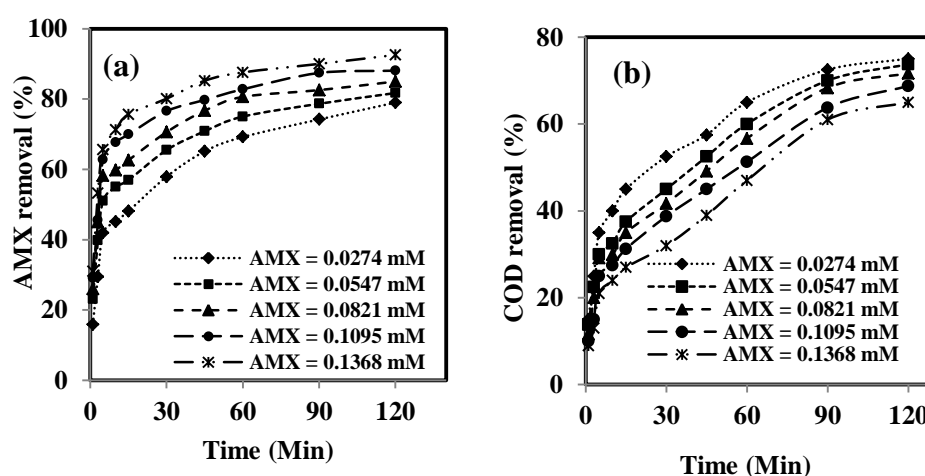 (a)
AMX removal (%)
100
80
60
40
20
0
AMX = 0.0274 mM
AMX = 0.0547 mM
AMX = 0.0821 mM
AMX = 0.1095 mM
AMX = 0.1368 mM
0 30 60 90 120
Time (Min)
(b)
COD removal (%)
80
60
40
20
0
AMX = 0.0274 mM
AMX = 0.0547 mM
AMX = 0.0821 mM
AMX = 0.1095 mM
AMX = 0.1368 mM
0 30 60 90 120
Time (Min)